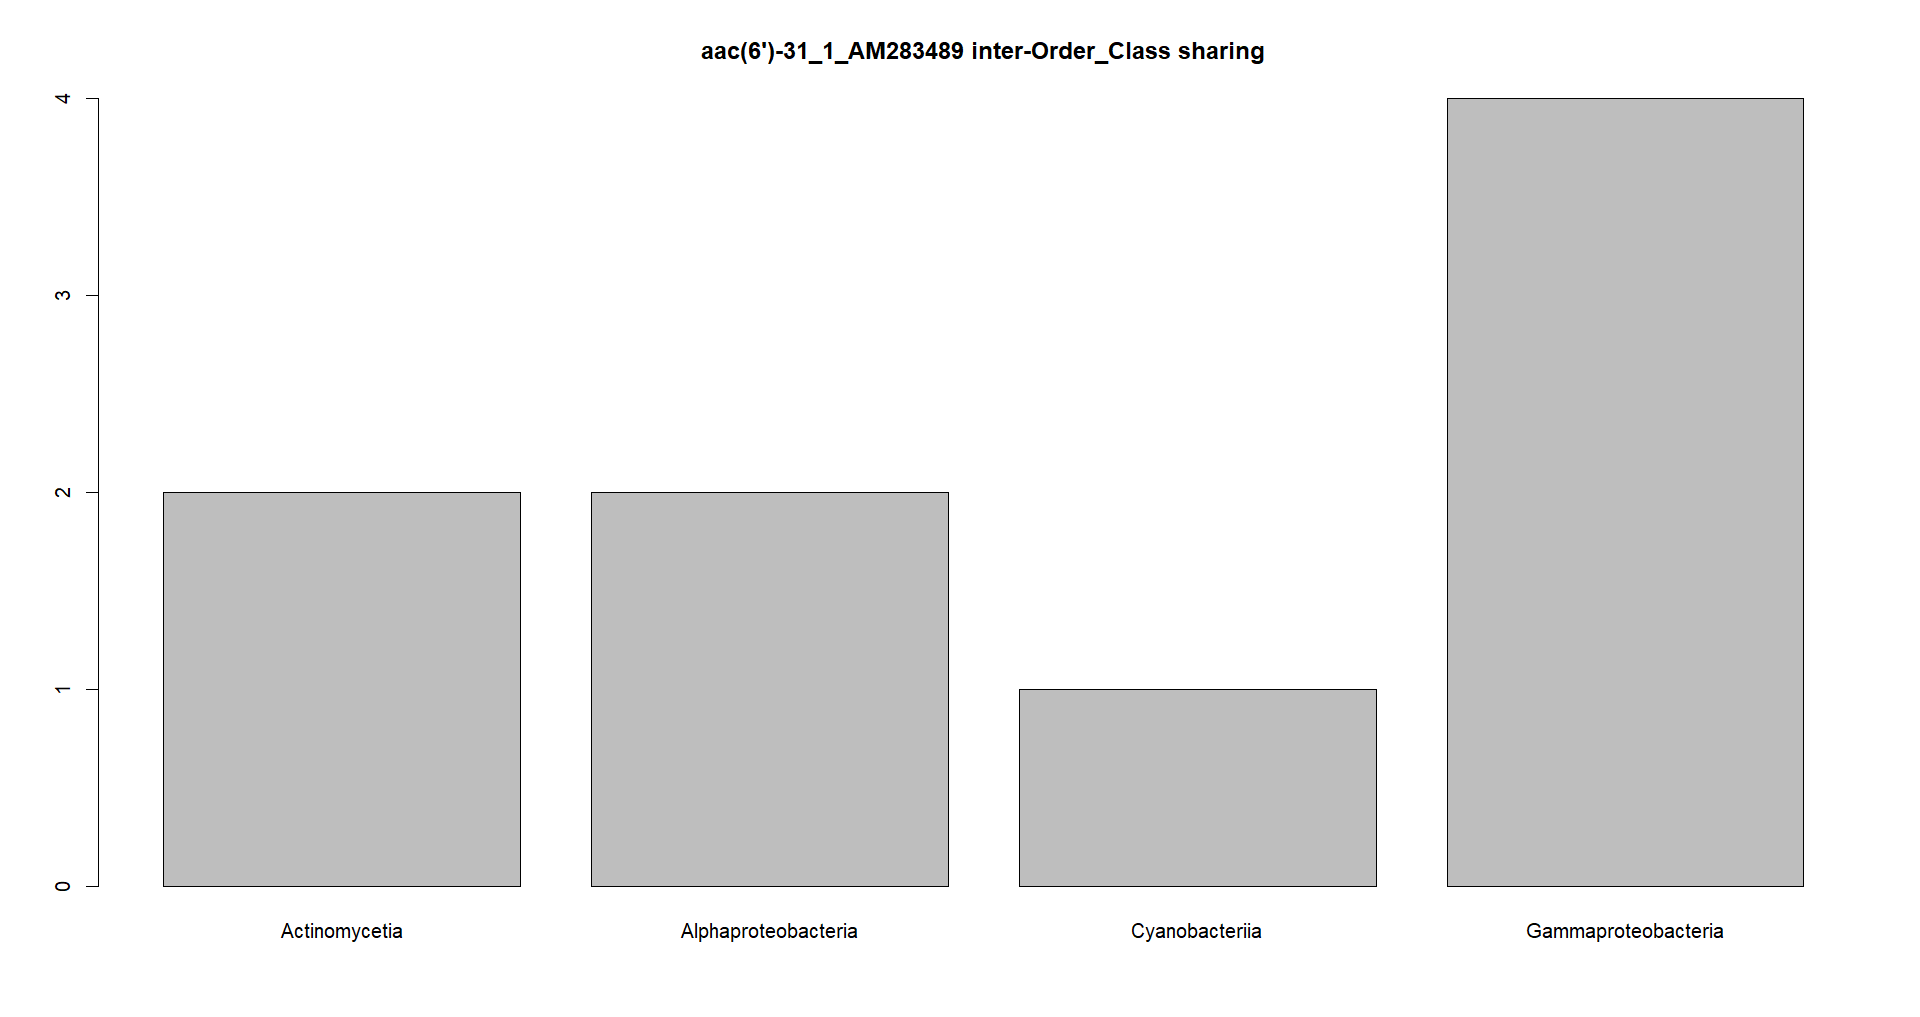 aac(6')-31_1_AM283489 inter-Order_Class sharing
4
3
2
1
0
Actinomycetia
Alphaproteobacteria
Cyanobacteriia
Gammaproteobacteria